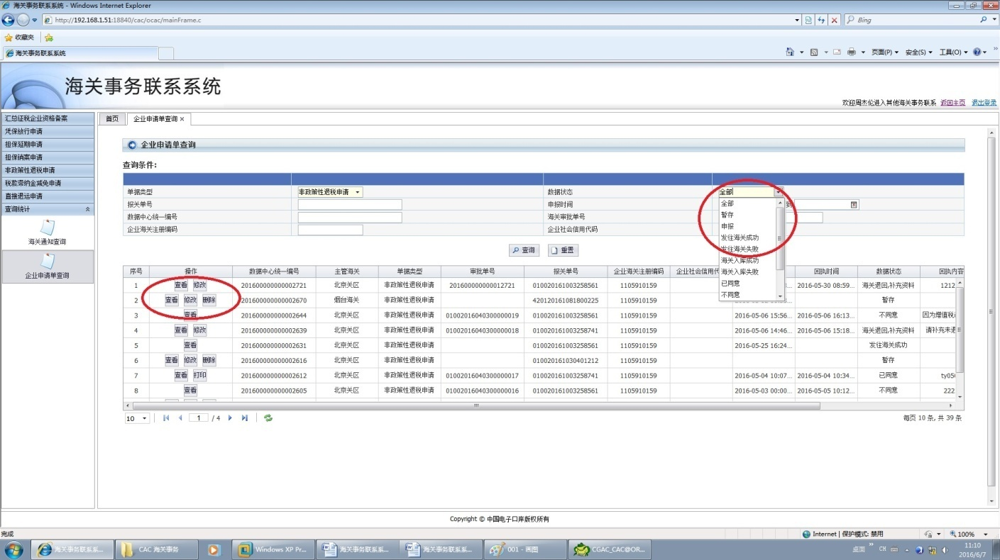 海关事务联系系统 - Windows Internet Explorer
http://192.168.1.51:18840/cac/ocac/mainFrame.c
Bing
收藏夹
海关事务联系系统
页面(P) 安全(S) 工具(O)
海关事务联系系统
欢迎周杰伦进入其他海关事务联系 返回主页 退出登录
汇总征税企业资格备案
凭保放行申请
担保延期申请
担保销案申请
非政策性退税申请
税款滞纳金减免申请
直接退运申请
查询统计
海关通知查询
企业申请单查询
首页 企业申请单查询 ×
企业申请单查询
查询条件:
单据类型 非政策性退税申请 数据状态 全部
报关单号 申报时间 到
数据中心统一编号 海关审批单号
企业海关注册编码 企业社会信用代码
全部
暂存
申报
发往海关成功
发往海关失败
海关入库成功
海关入库失败
已同意
不同意
查询 重置
序号 操作 数据中心统一编号 主管海关 单据类型 审批单号 报关单号 企业海关注册编码 企业社会信用代 回执时间 数据状态 回执内容
1 查看 修改 201600000000002721 北京关区 非政策性退税申请 201600000000012721 010020161003258561 1105910159 2016-05-30 08:59... 海关退回,补充资料 1212
2 查看 修改 删除 201600000000002670 烟台海关 非政策性退税申请 420120161081800225 1105910159 暂存
3 查看 201600000000002644 北京关区 非政策性退税申请 01002016040300000019 010020161003258561 1105910159 2016-05-06 15:56... 2016-05-06 16:13... 不同意 因为增值税
4 查看 修改 201600000000002639 北京关区 非政策性退税申请 01002016040300000018 010020161003258741 1105910159 2016-05-06 14:46... 2016-05-06 15:18... 海关退回,补充资料 请补充未退
5 查看 201600000000002631 北京关区 非政策性退税申请 010020161003258561 1105910159 2016-05-25 16:24... 发往海关成功
6 查看 修改 删除 201600000000002616 北京关区 非政策性退税申请 010020161030401212 1105910159 暂存
7 查看 打印 201600000000002612 北京关区 非政策性退税申请 01002016040300000017 010020161003258741 1105910159 2016-05-04 10:07... 2016-05-04 10:34... 已同意 ty050
8 查看 201600000000002605 北京关区 非政策性退税申请 01002016040300000016 010020161003258561 1105910159 2016-05-03 00:00... 2016-05-05 10:12... 不同意 222
10 1 / 4 每页 10 条, 共 39 条
Copyright © 中国电子口岸版权所有
完成 Internet | 保护模式: 禁用 100%
海关事务联系系... CAC 海关事务 Windows XP Pr... 海关事务联系系... 海关事务联系系... 001 - 画图 CGAC_CAC@OR... 桌面 CH 11:10
2016/6/7